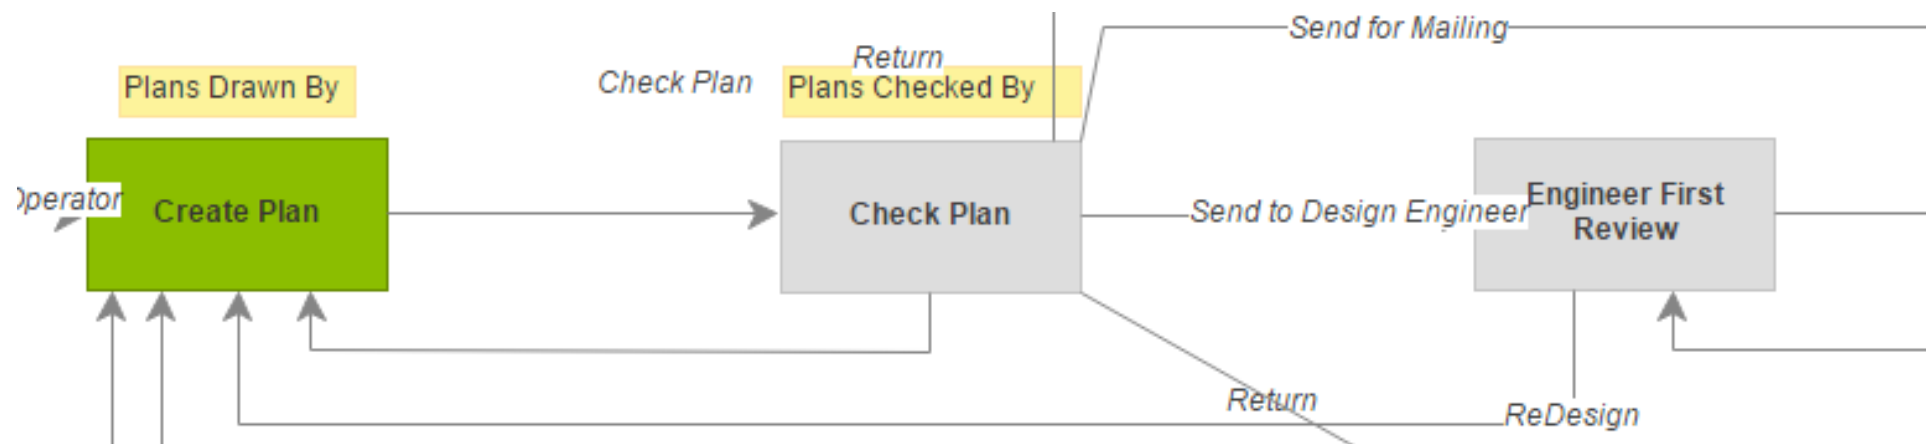 Send for Mailing
Return
Check Plan
Plans Drawn By
Plans Checked By
Operator
Create Plan
Check Plan
Send to Design Engineer
Engineer First
Review
Return
ReDesign